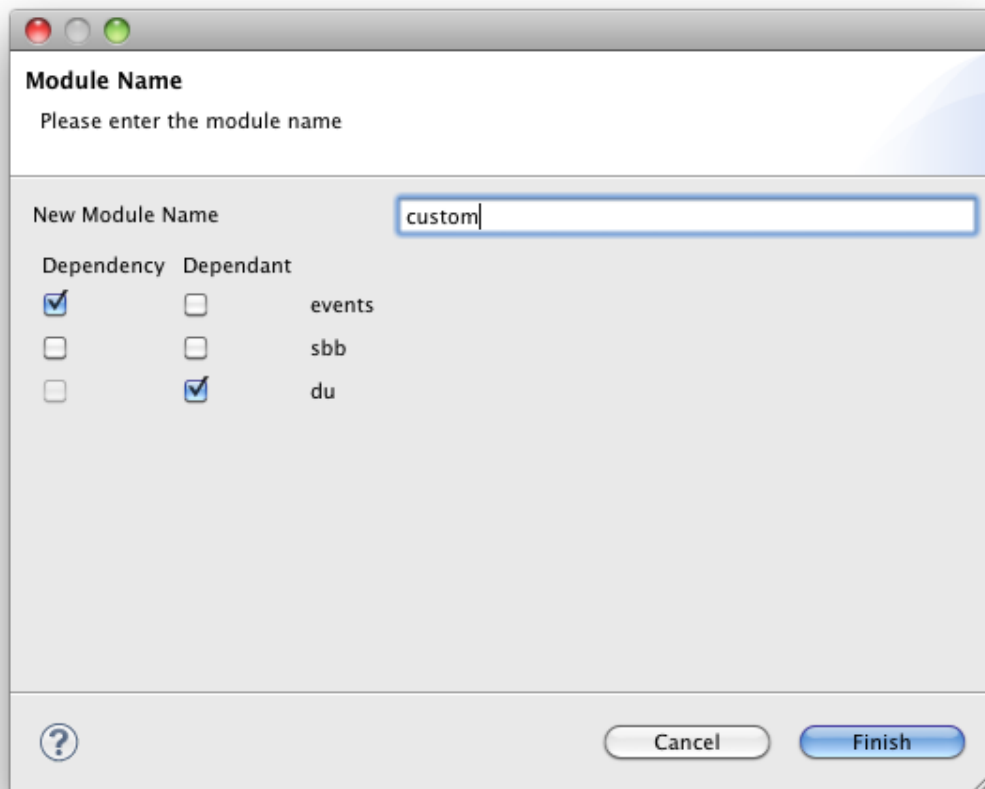 Module Name
Please enter the module name
New Module Name custom
Dependency Dependant
events
sbb
du
? Cancel Finish